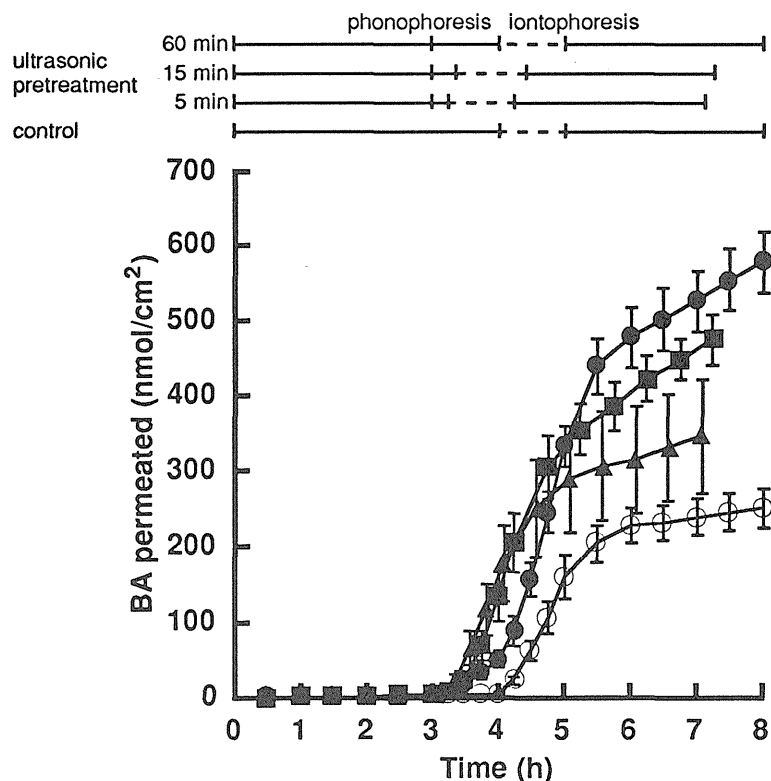 phonophoresis iontophoresis
60 min
ultrasonic
pretreatment
15 min
5 min
control
700
600
500
400
300
200
100
0
BA permeated (nmol/cm²)
0 1 2 3 4 5 6 7 8
Time (h)